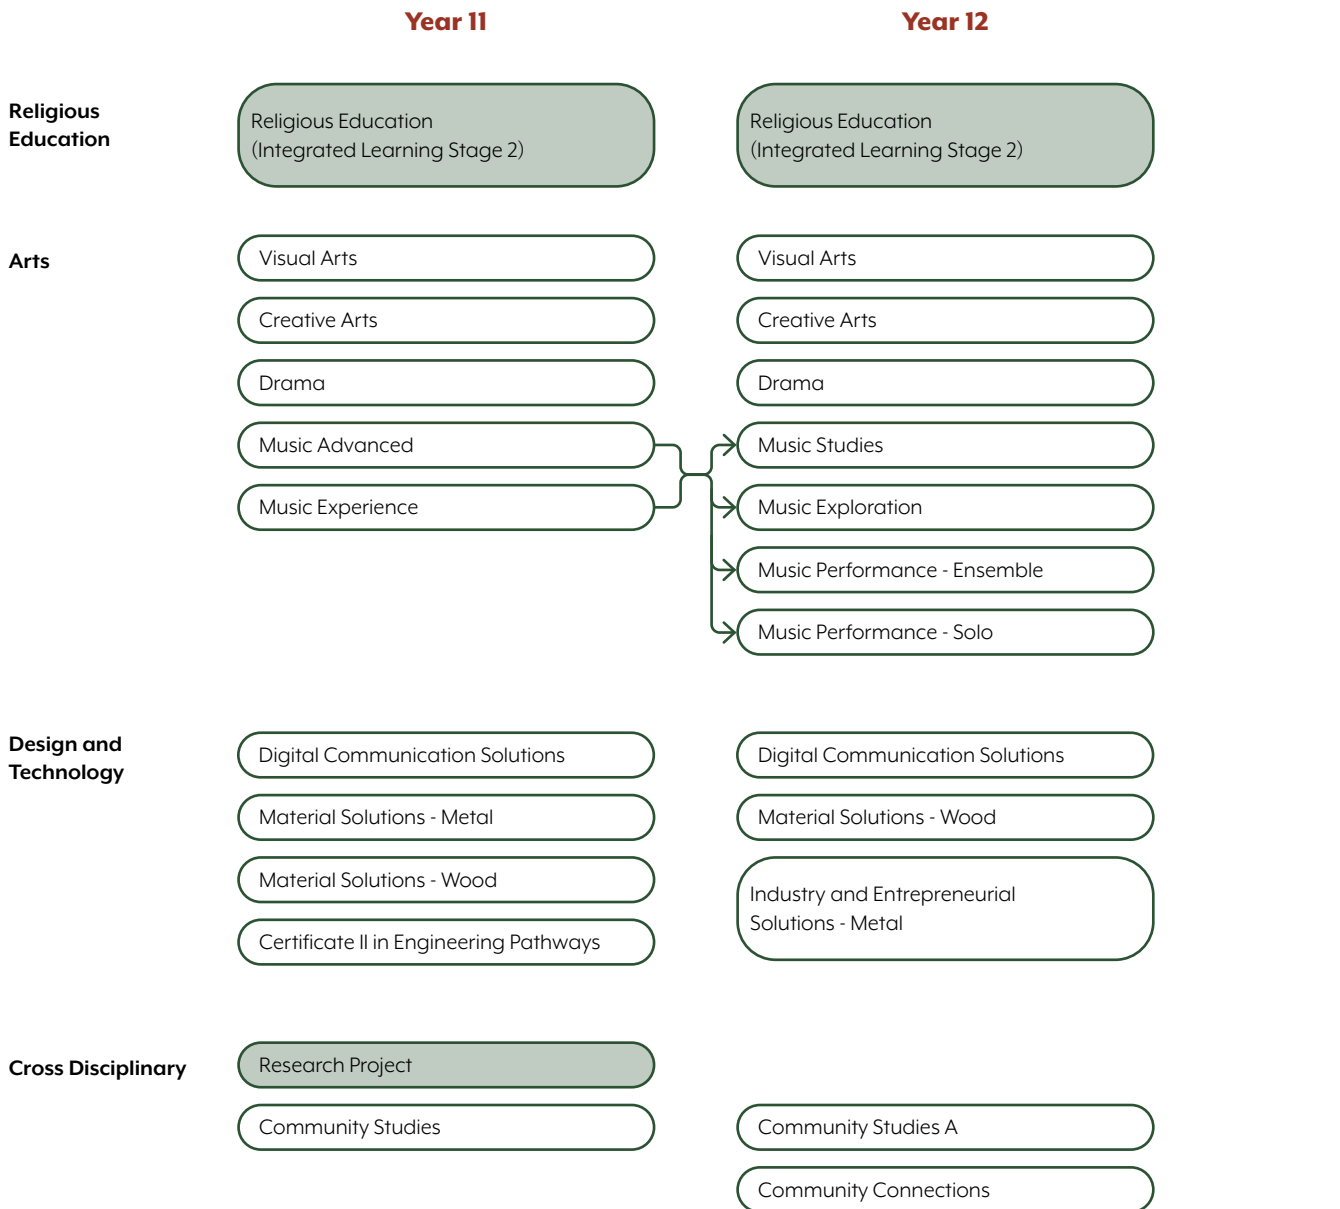 Year 11
Year 12
Religious
Education
Religious Education
(Integrated Learning Stage 2)
Religious Education
(Integrated Learning Stage 2)
Arts
Visual Arts
Visual Arts
Creative Arts
Creative Arts
Drama
Drama
Music Advanced
Music Studies
Music Experience
Music Exploration
Music Performance - Ensemble
Music Performance - Solo
Design and
Technology
Digital Communication Solutions
Digital Communication Solutions
Material Solutions - Metal
Material Solutions - Wood
Material Solutions - Wood
Industry and Entrepreneurial
Solutions - Metal
Certificate II in Engineering Pathways
Cross Disciplinary
Research Project
Community Studies
Community Studies A
Community Connections